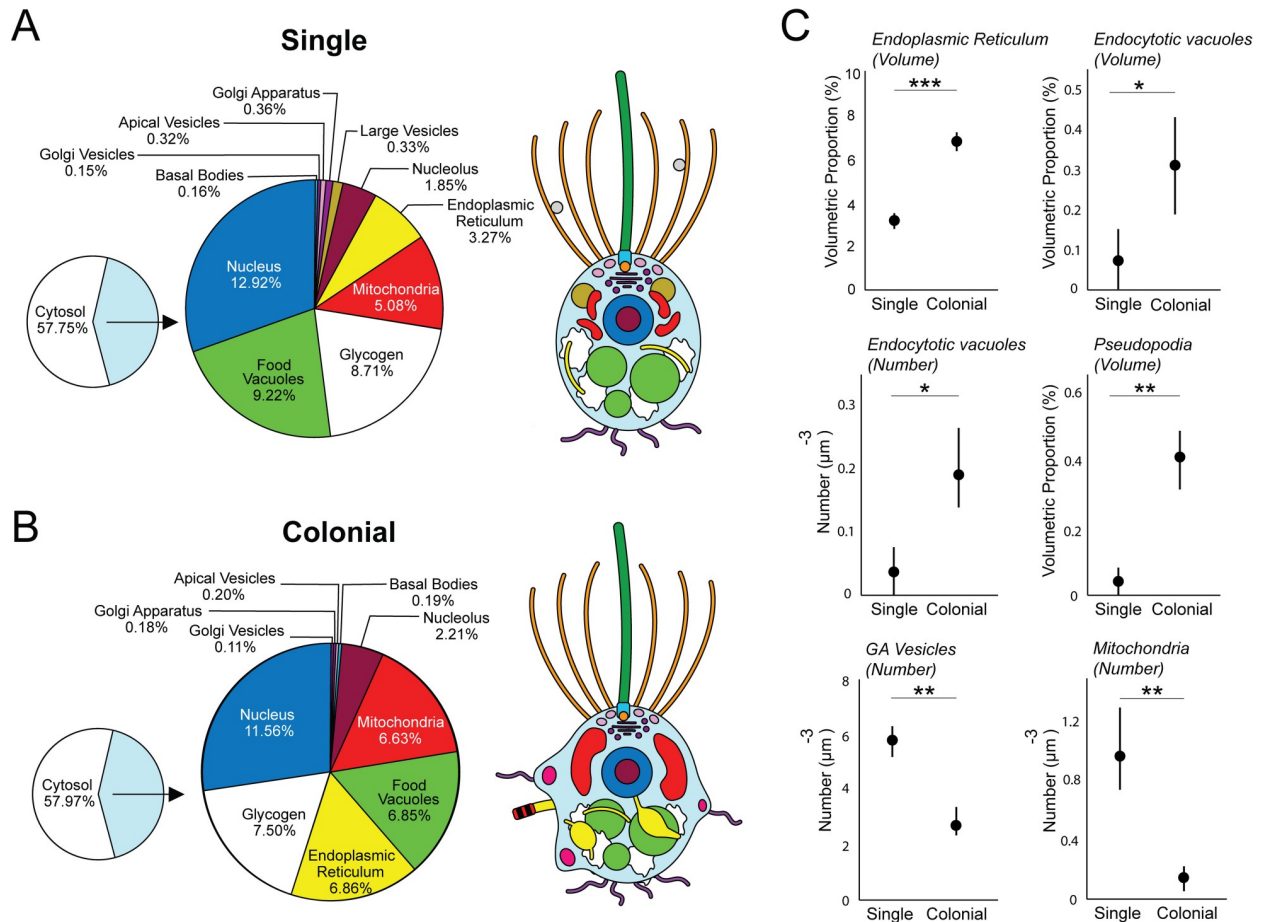 A
Single
Golgi Apparatus
0.36%
Apical Vesicles
0.32%
Large Vesicles
0.33%
Golgi Vesicles
0.15%
Nucleolus
1.85%
Basal Bodies
0.16%
Endoplasmic
Reticulum
3.27%
Nucleus
12.92%
Mitochondria
5.08%
Cytosol
57.75%
Glycogen
8.71%
Food
Vacuoles
9.22%
B
Colonial
Apical Vesicles
0.20%
Basal Bodies
0.19%
Golgi Apparatus
0.18%
Nucleolus
2.21%
Golgi Vesicles
0.11%
Nucleus
11.56%
Mitochondria
6.63%
Cytosol
57.97%
Food
Vacuoles
6.85%
Glycogen
7.50%
Endoplasmic
Reticulum
6.86%
C
Endoplasmic Reticulum
(Volume)
Volumetric Proportion (%)
10
8
6
4
2
0
***
Single Colonial
Endocytotic vacuoles
(Volume)
Volumetric Proportion (%)
0.5
0.4
0.3
0.2
0.1
0
*
Single Colonial
Endocytotic vacuoles
(Number)
Number (µm -3)
0.3
0.2
0.1
0
*
Single Colonial
Pseudopodia
(Volume)
Volumetric Proportion (%)
0.6
0.4
0.2
0
**
Single Colonial
GA Vesicles
(Number)
Number (µm -3)
8
6
4
2
0
**
Single Colonial
Mitochondria
(Number)
Number (µm -3)
1.2
0.8
0.4
0
**
Single Colonial